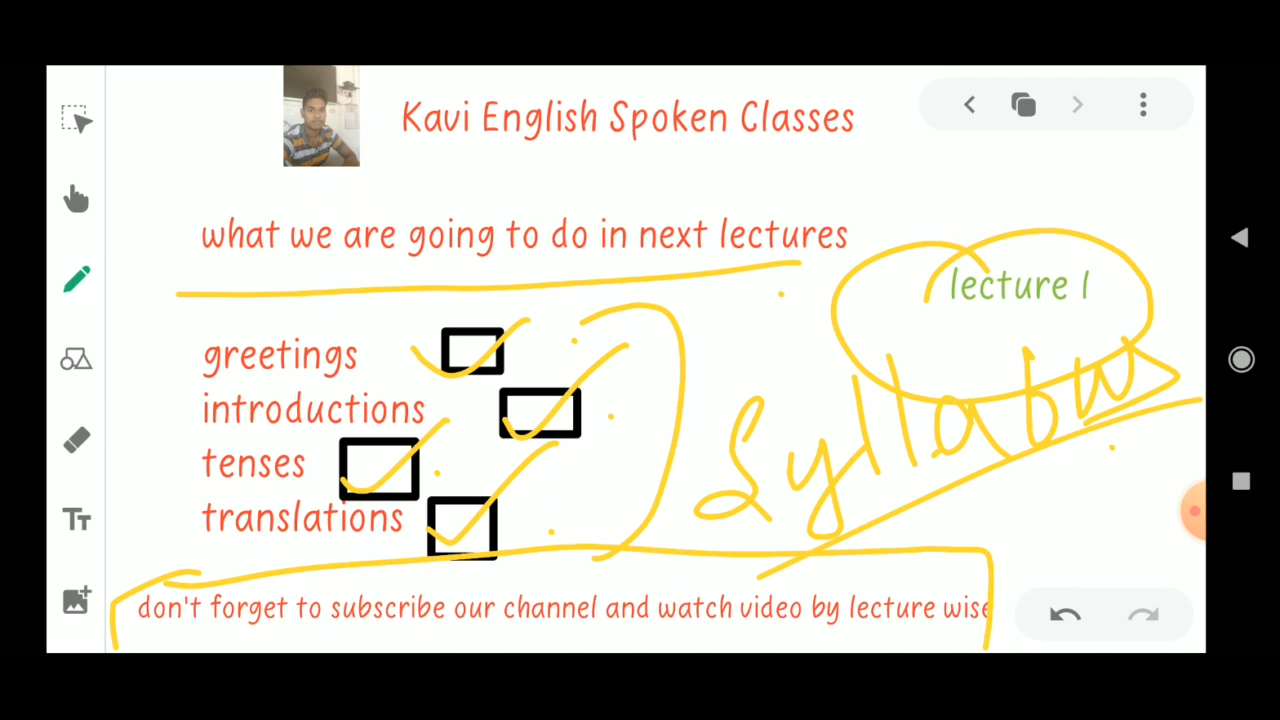 Kavi English Spoken Classes
what we are going to do in next lectures
lecture 1
greetings
introductions
tenses
translations
Syllabus
don't forget to subscribe our channel and watch video by lecture wise
Tт